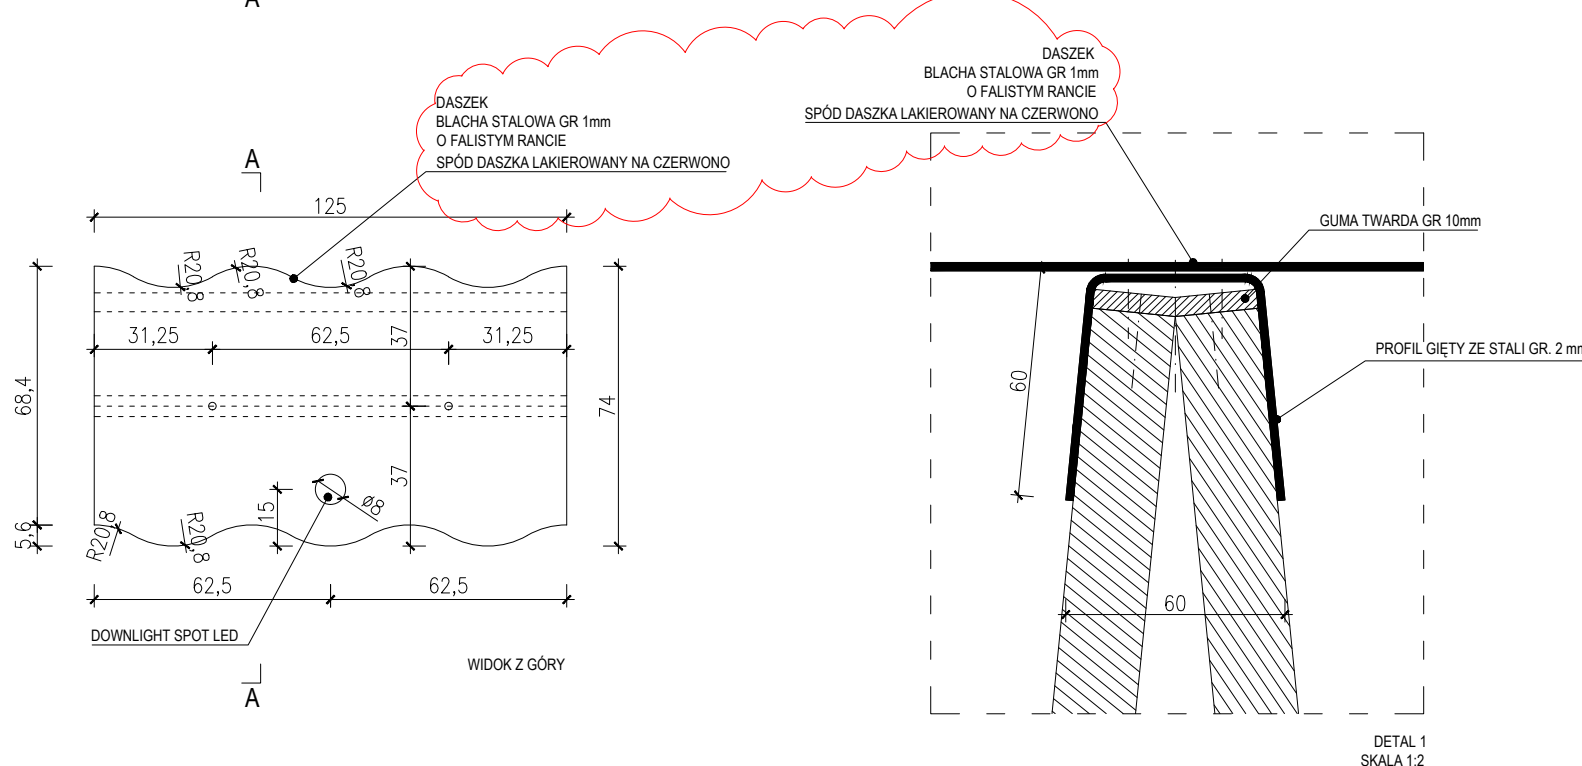 A
DASZEK
BLACHA STALOWA GR 1mm
O FALISTYM RANCIE
SPÓD DASZKA LAKIEROWANY NA CZERWONO
DASZEK
BLACHA STALOWA GR 1mm
O FALISTYM RANCIE
SPÓD DASZKA LAKIEROWANY NA CZERWONO
A
125
R20,8
R20,8
R20,8
R20,8
R20,8
31,25
62,5
31,25
37
37
68,4
5,6
74
15
Ø8
R20,8
R20,8
62,5
62,5
DOWNLIGHT SPOT LED
WIDOK Z GÓRY
A
GUMA TWARDA GR 10mm
PROFIL GIĘTY ZE STALI GR. 2 mm
60
60
DETAL 1
SKALA 1:2